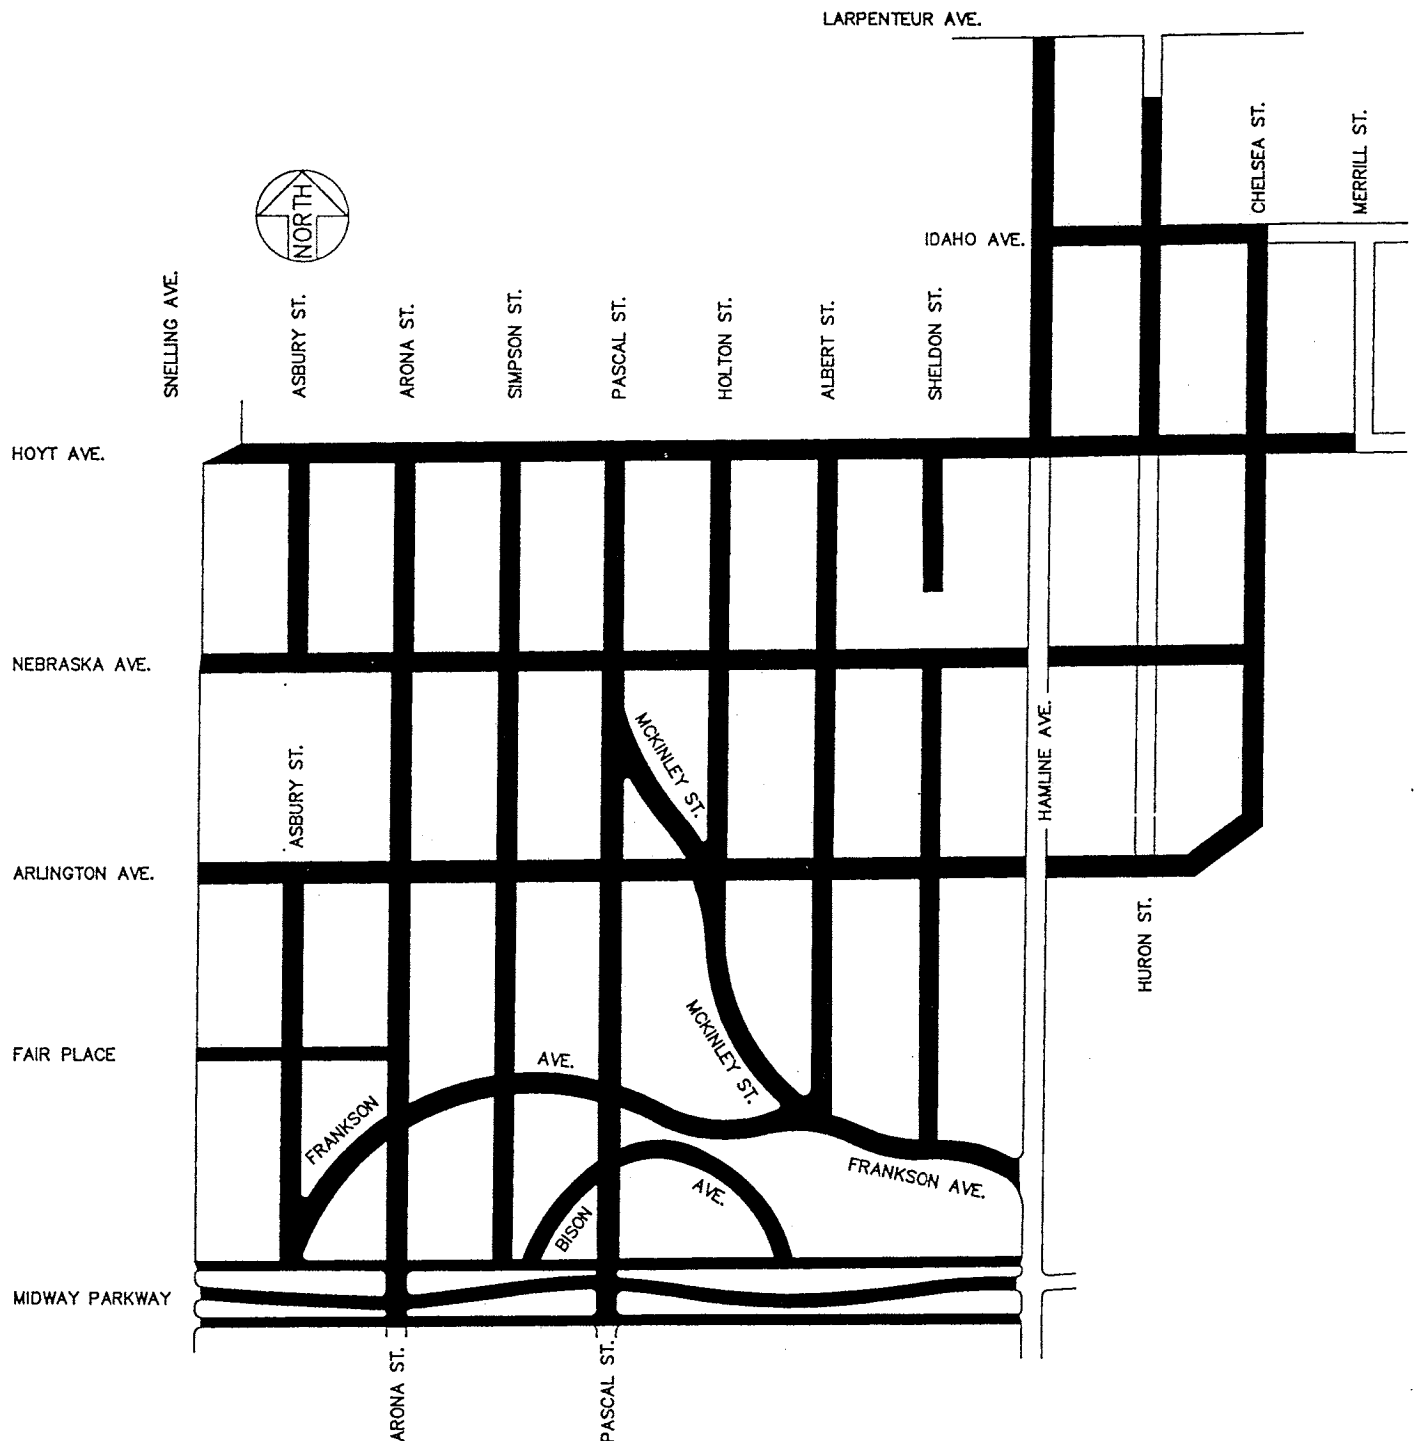 LARPENTEUR AVE.
CHELSEA ST.
MERRILL ST.
NORTH
IDAHO AVE.
SNELLING AVE.
ASBURY ST.
ARONA ST.
SIMPSON ST.
PASCAL ST.
HOLTON ST.
ALBERT ST.
SHELDON ST.
HOYT AVE.
NEBRASKA AVE.
MCKINLEY ST.
HAMLINE AVE.
ASBURY ST.
ARLINGTON AVE.
HURON ST.
MCKINLEY ST.
FAIR PLACE
FRANKSON AVE.
FRANKSON AVE.
BISON AVE.
MIDWAY PARKWAY
ARONA ST.
PASCAL ST.